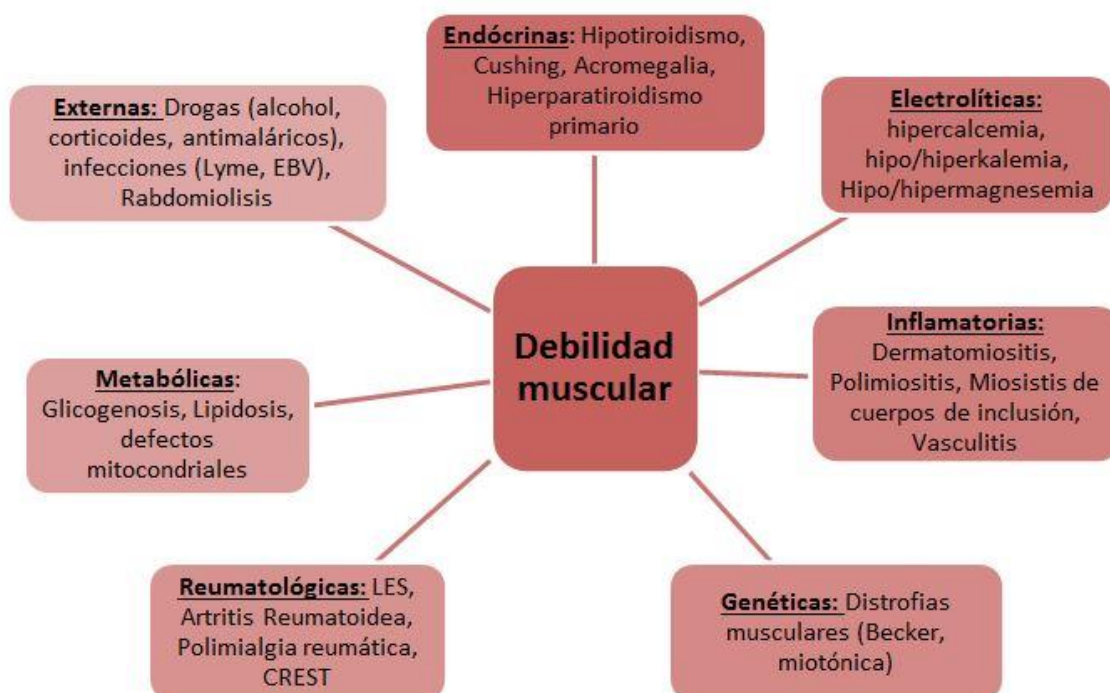 Endócrinas: Hipotiroidismo,
Cushing, Acromegalia,
Hiperparatiroidismo
primario
Externas: Drogas (alcohol,
corticoides, antimaláricos),
infecciones (Lyme, EBV),
Rabdomiolisis
Electrolíticas:
hipercalcemia,
hipo/hiperkalemia,
Hipo/hipermagnesemia
Debilidad
muscular
Inflamatorias:
Dermatomiositis,
Polimiositis, Miosistis de
cuerpos de inclusión,
Vasculitis
Metabólicas:
Glicogenosis, Lipidosis,
defectos
mitocondriales
Reumatológicas: LES,
Artritis Reumatoidea,
Polimialgia reumática,
CREST
Genéticas: Distrofias
musculares (Becker,
miotónica)